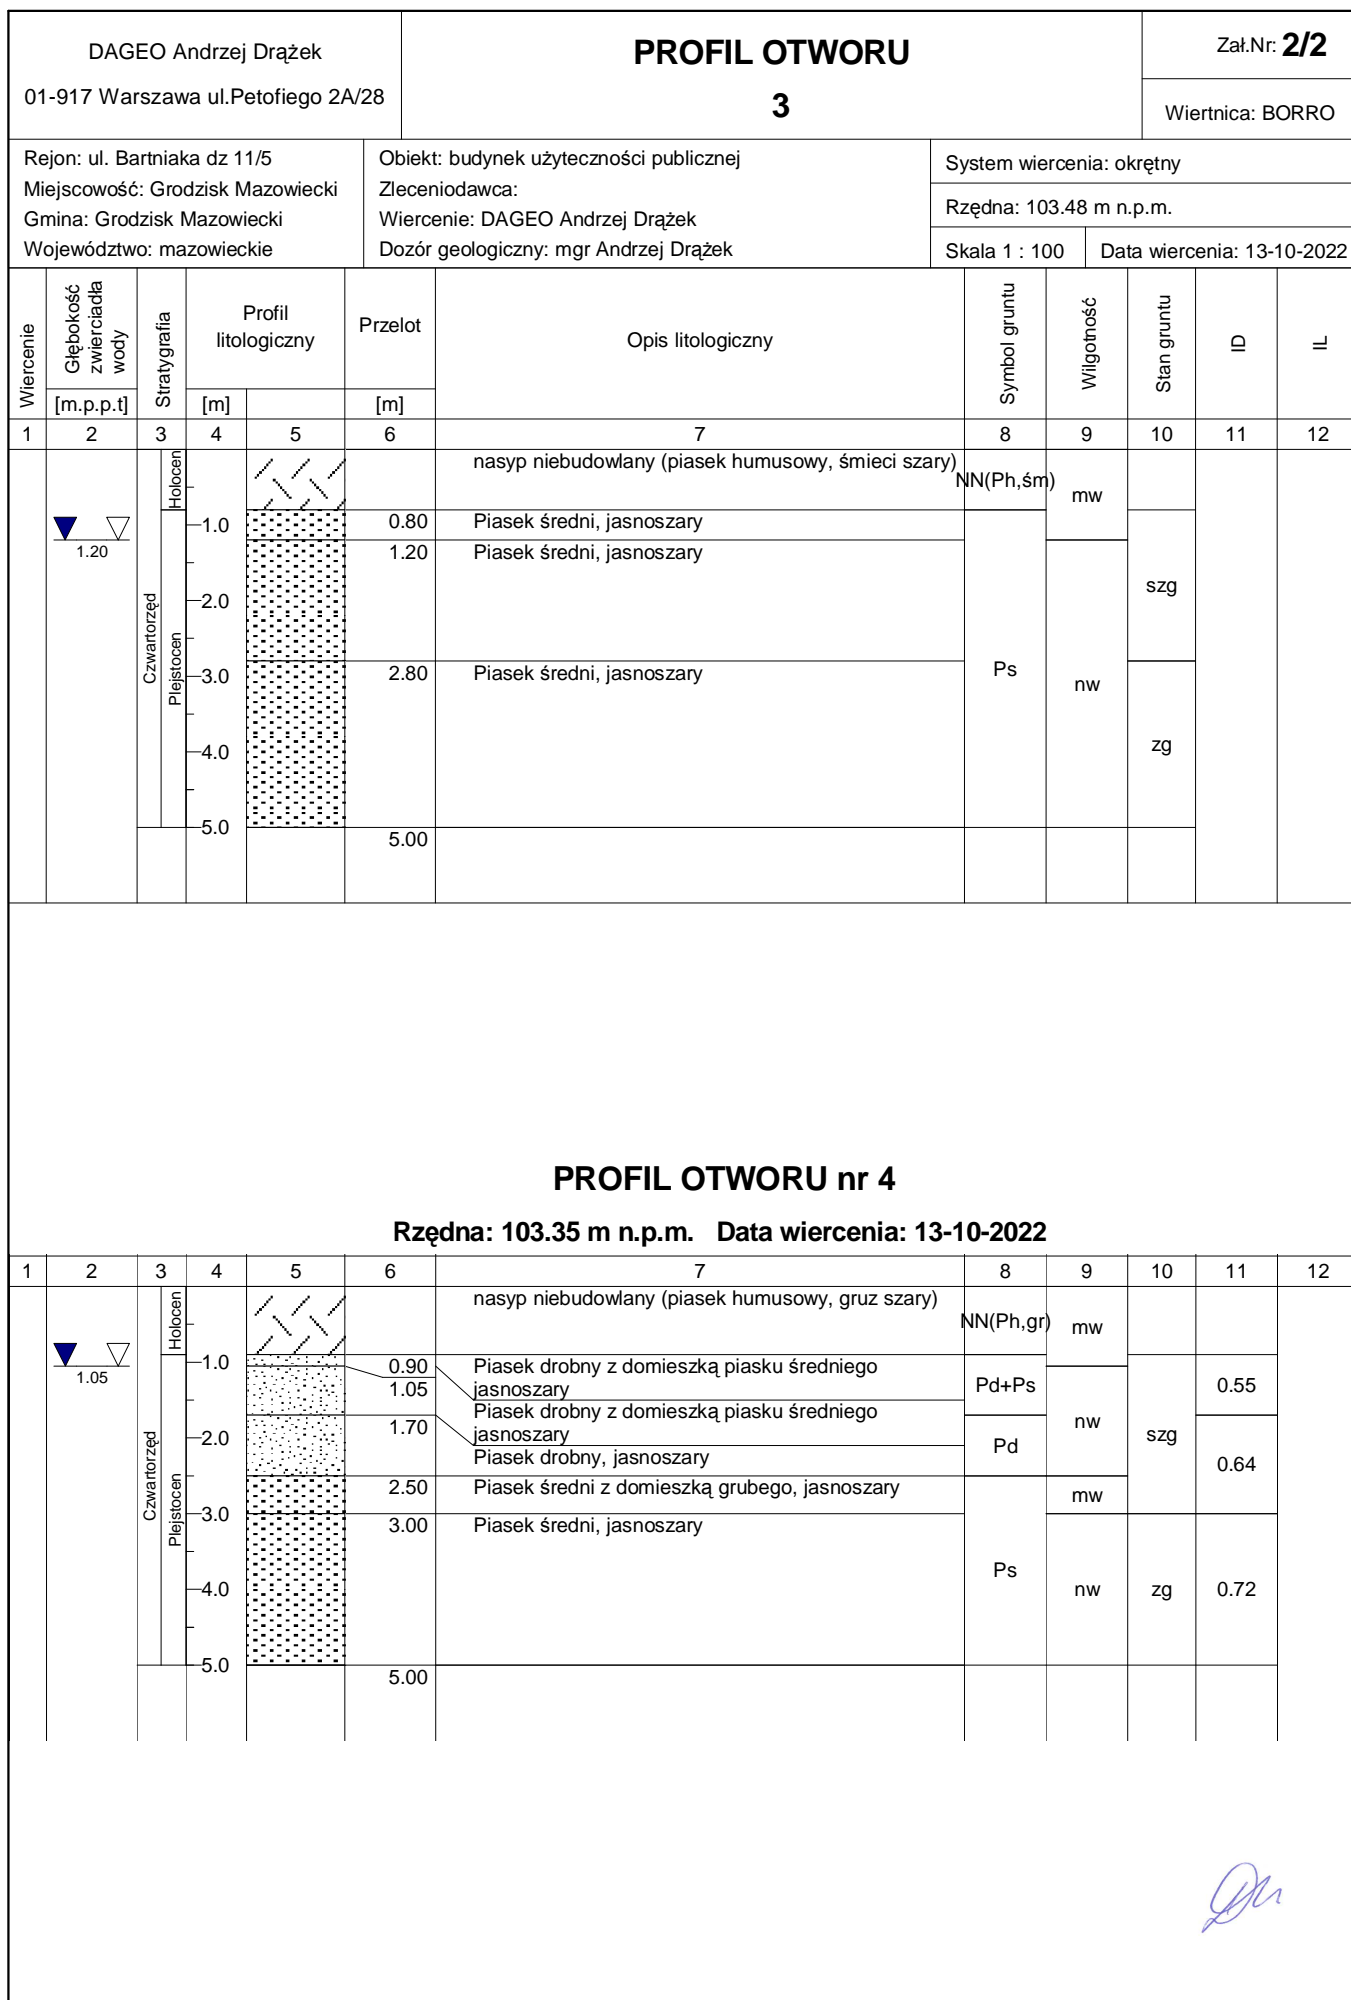 DAGEO Andrzej Drążek
01-917 Warszawa ul.Petofiego 2A/28
PROFIL OTWORU
3
Zał.Nr: 2/2
Wiertnica: BORRO
Rejon: ul. Bartniaka dz 11/5
Miejscowość: Grodzisk Mazowiecki
Gmina: Grodzisk Mazowiecki
Województwo: mazowieckie
Obiekt: budynek użyteczności publicznej
Zleceniodawca:
Wiercenie: DAGEO Andrzej Drążek
Dozór geologiczny: mgr Andrzej Drążek
System wiercenia: okrętny
Rzędna: 103.48 m n.p.m.
Skala 1 : 100 Data wiercenia: 13-10-2022
Wiercenie
Głębokość
zwierciadła
wody
[m.p.p.t]
Stratygrafia
Profil
litologiczny
[m]
Przelot
[m]
Opis litologiczny
Symbol gruntu
Wilgotność
Stan gruntu
ID
IL
1 2 3 4 5 6 7 8 9 10 11 12
Holocen
nasyp niebudowlany (piasek humusowy, śmieci szary)
NN(Ph,śm)
mw
1.0
0.80 Piasek średni, jasnoszary
1.20
1.20 Piasek średni, jasnoszary
szg
2.0
Czwartorzęd
Plejstocen
2.80 Piasek średni, jasnoszary
3.0
Ps
nw
4.0
zg
5.0
5.00
PROFIL OTWORU nr 4
Rzędna: 103.35 m n.p.m. Data wiercenia: 13-10-2022
1 2 3 4 5 6 7 8 9 10 11 12
Holocen
nasyp niebudowlany (piasek humusowy, gruz szary)
NN(Ph,gr)
mw
1.0
0.90 Piasek drobny z domieszką piasku średniego
jasnoszary
1.05
1.05 Piasek drobny z domieszką piasku średniego
jasnoszary
Pd+Ps
0.55
1.70 Piasek drobny, jasnoszary
nw
2.0
Pd
szg
0.64
Czwartorzęd
Plejstocen
2.50 Piasek średni z domieszką grubego, jasnoszary
mw
3.0
3.00 Piasek średni, jasnoszary
Ps
4.0
nw
zg
0.72
5.0
5.00